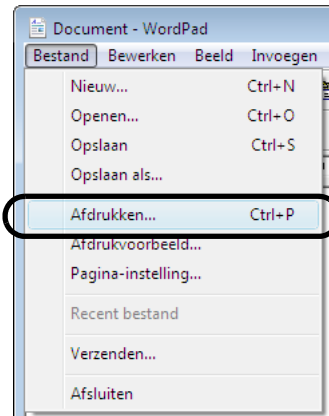 Document - WordPad
Bestand Bewerken Beeld Invoegen
Nieuw... Ctrl+N
Openen... Ctrl+O
Opslaan Ctrl+S
Opslaan als...
Afdrukken... Ctrl+P
Afdrukvoorbeeld...
Pagina-instelling...
Recent bestand
Verzenden...
Afsluiten